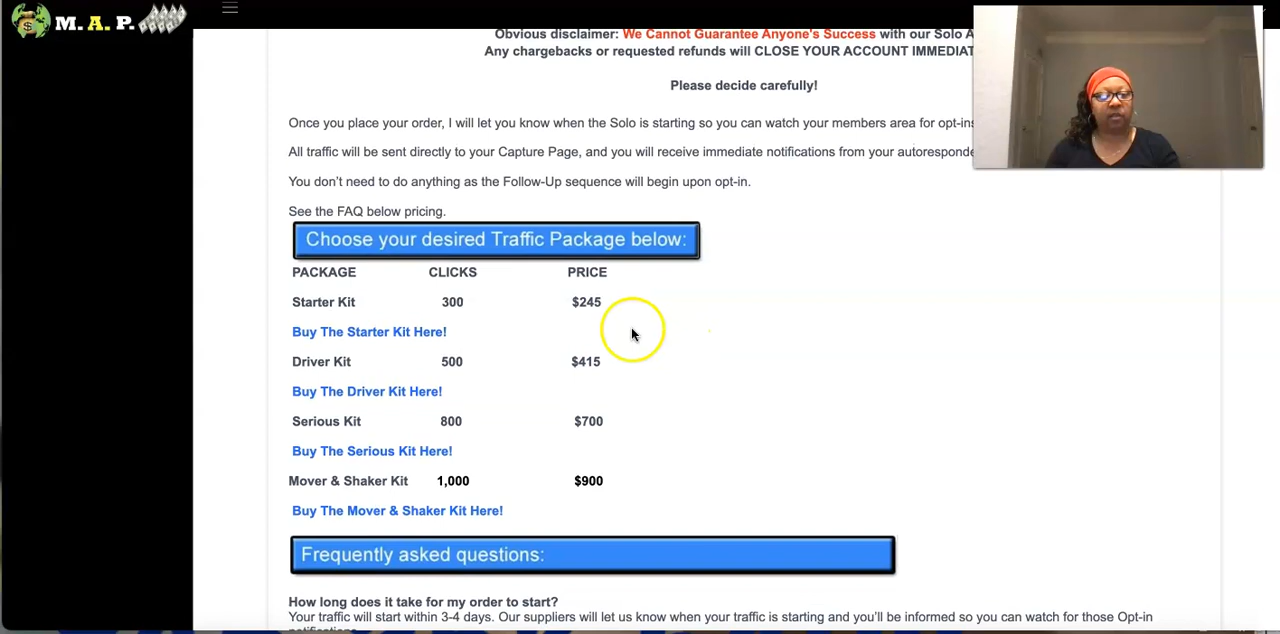 M. A. P.
Obvious disclaimer: We Cannot Guarantee Anyone's Success with our Solo
Any chargebacks or requested refunds will CLOSE YOUR ACCOUNT
Please decide carefully!
Once you place your order, I will let you know when the Solo is starting so you can watch your members area for
All traffic will be sent directly to your Capture Page, and you will receive immediate notifications from your
You don't need to do anything as the Follow-Up sequence will begin upon opt-in.
See the FAQ below pricing.
Choose your desired Traffic Package below:
PACKAGE CLICKS PRICE
Starter Kit 300 $245
Buy The Starter Kit Here!
Driver Kit 500 $415
Buy The Driver Kit Here!
Serious Kit 800 $700
Buy The Serious Kit Here!
Mover & Shaker Kit 1,000 $900
Buy The Mover & Shaker Kit Here!
Frequently asked questions:
How long does it take for my order to start?
Your traffic will start within 3-4 days. Our suppliers will let us know when your traffic is starting and you'll be informed so you can watch for those Opt-in